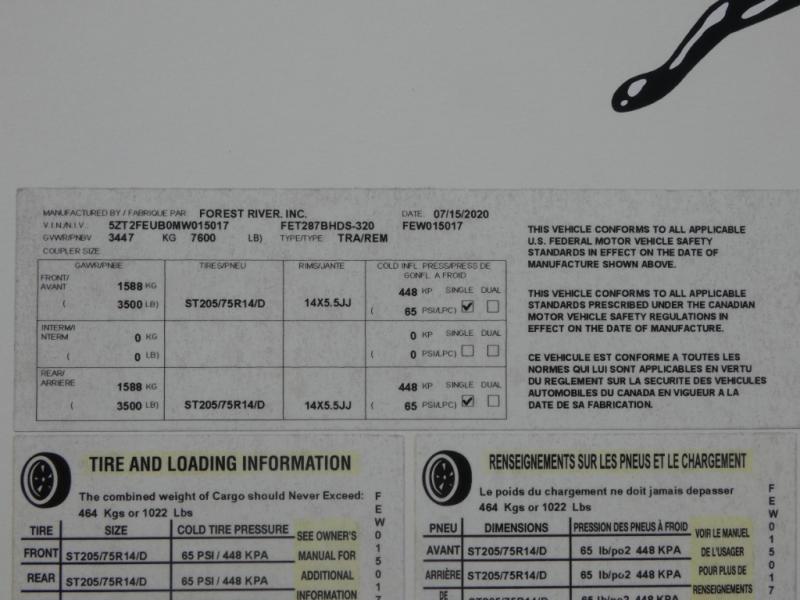 MANUFACTURED BY / FABRIQUE PAR FOREST RIVER, INC. DATE 07/15/2020
V.I.N/N.I.V.: 5ZT2FEUB0MW015017 FET287BHDS-320 FEW015017
GVWR/PNBV 3447 KG 7600 LB) TYPE/TYPE TRA/REM
COUPLER SIZE
GAWR/PNBE TIRES/PNEU RIMS/JANTE COLD INFL PRESS/PRESS DE
GONFL A FROID
FRONT/
AVANT 1588 KG 448 KP SINGLE DUAL
( 3500 LB) ST205/75R14/D 14X5.5JJ ( 65 PSI/LPC)
INTERM/I
NTERM 0 KG 0 KP SINGLE DUAL
( 0 LB) ( 0 PSI/LPC)
REAR/
ARRIERE 1588 KG 448 KP SINGLE DUAL
( 3500 LB) ST205/75R14/D 14X5.5JJ ( 65 PSI/LPC)
THIS VEHICLE CONFORMS TO ALL APPLICABLE
U.S. FEDERAL MOTOR VEHICLE SAFETY
STANDARDS IN EFFECT ON THE DATE OF
MANUFACTURE SHOWN ABOVE.
THIS VEHICLE CONFORMS TO ALL APPLICABLE
STANDARDS PRESCRIBED UNDER THE CANADIAN
MOTOR VEHICLE SAFETY REGULATIONS IN
EFFECT ON THE DATE OF MANUFACTURE.
CE VEHICULE EST CONFORME A TOUTES LES
NORMES QUI LUI SONT APPLICABLES EN VERTU
DU REGLEMENT SUR LA SECURITE DES VEHICULES
AUTOMOBILES DU CANADA EN VIGUEUR A LA
DATE DE SA FABRICATION.
TIRE AND LOADING INFORMATION
The combined weight of Cargo should Never Exceed:
464 Kgs or 1022 Lbs
TIRE SIZE COLD TIRE PRESSURE
FRONT ST205/75R14/D 65 PSI / 448 KPA
REAR ST205/75R14/D 65 PSI / 448 KPA
SEE OWNER'S
MANUAL FOR
ADDITIONAL
INFORMATION
FEW01501
RENSEIGNEMENTS SUR LES PNEUS ET LE CHARGEMENT
Le poids du chargement ne doit jamais depasser
464 Kgs or 1022 Lbs
PNEU DIMENSIONS PRESSION DES PNEUS À FROID
AVANT ST205/75R14/D 65 lb/po2 448 KPA
ARRIÈRE ST205/75R14/D 65 lb/po2 448 KPA
DE ST205/75R14/D 65 lb/po2 448 KPA
VOIR LE MANUEL
DE L'USAGER
POUR PLUS DE
RENSEIGNEMENTS
FEW015017